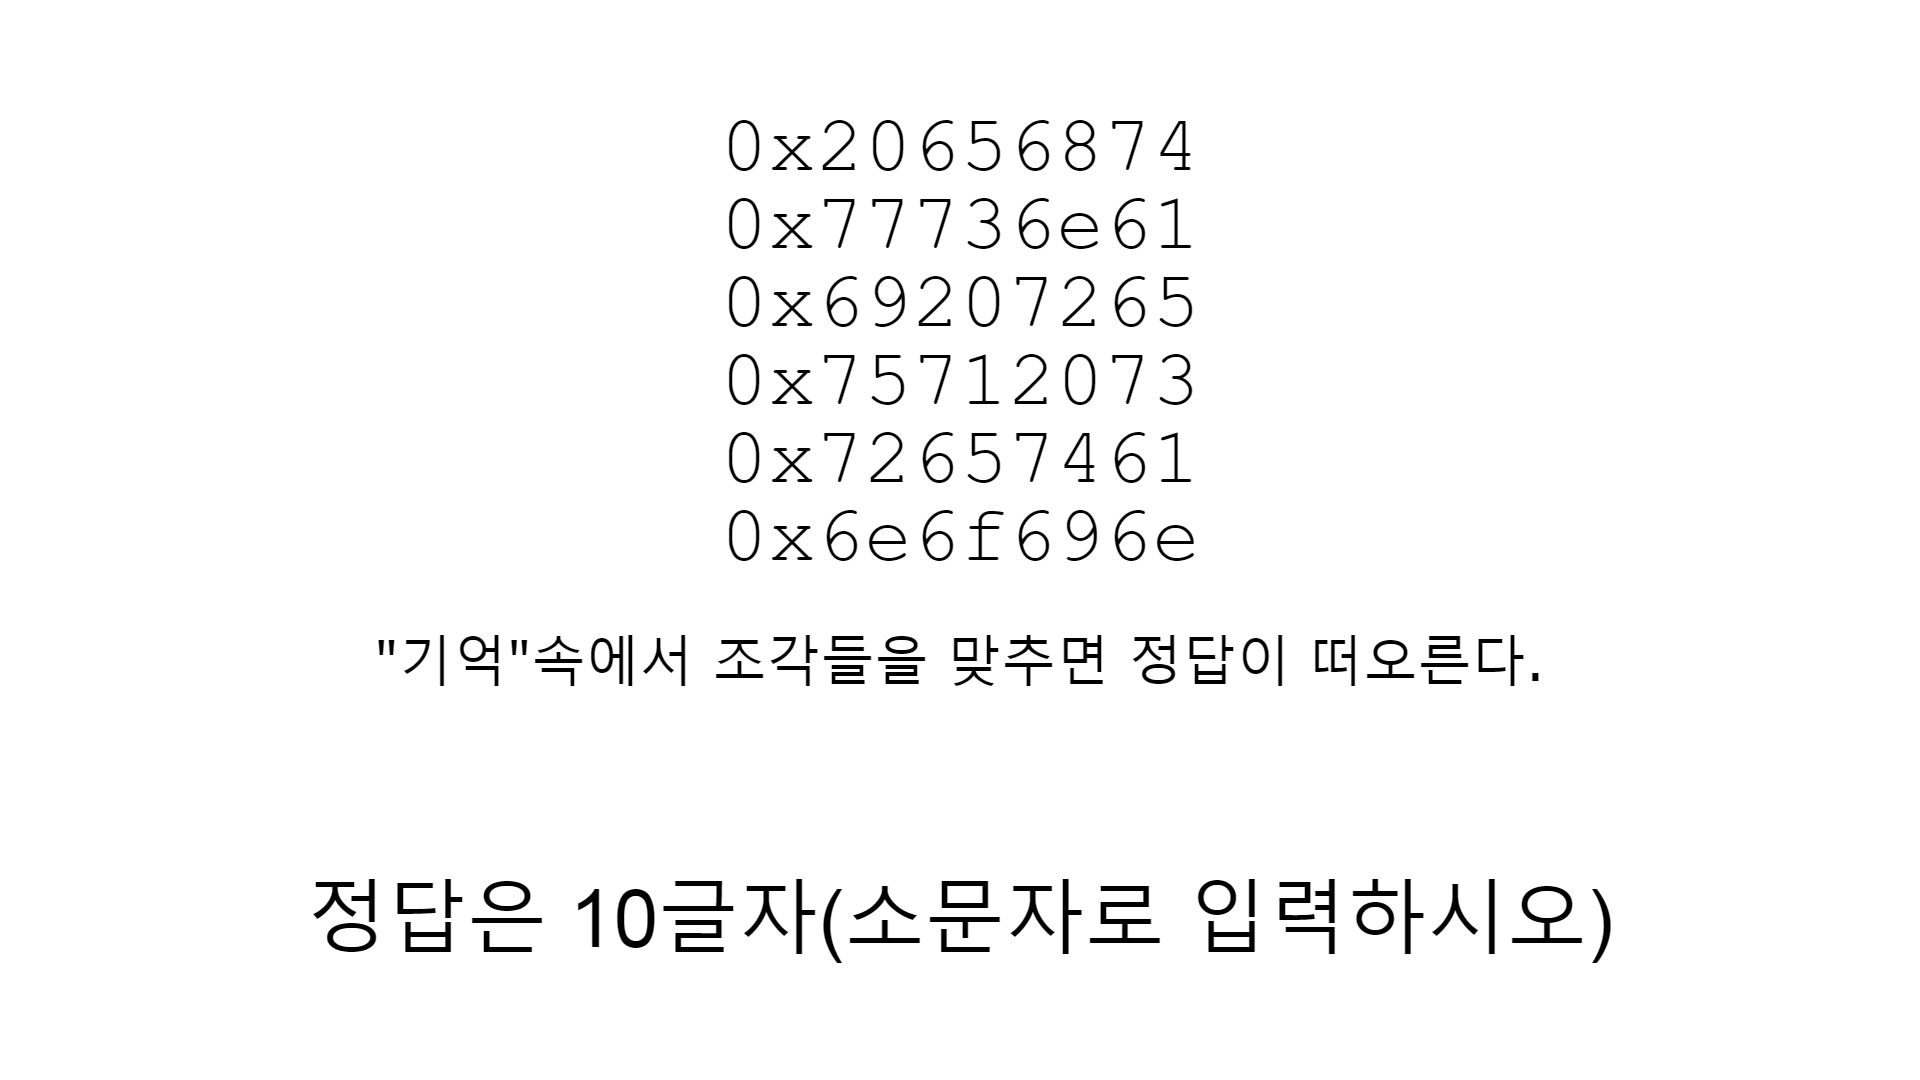 0x20656874
0x77736e61
0x69207265
0x75712073
0x72657461
0x6e6f696e
"기억"속에서 조각들을 맞추면 정답이 떠오른다.
정답은 10글자(소문자로 입력하시오)